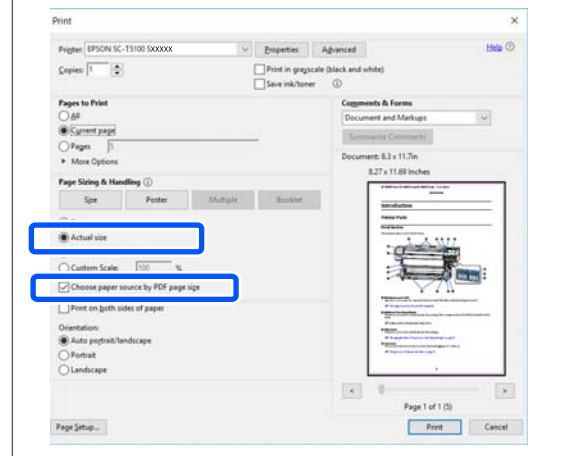 Print
Printer: EPSON SC-T5100 SXXXXX
Properties
Advanced
Help
Copies: 1
Print in grayscale (black and white)
Save ink/toner
Pages to Print
All
Current page
Pages 5
More Options
Page Sizing & Handling
Size
Poster
Multiple
Booklet
Actual size
Custom Scale: 100 %
Choose paper source by PDF page size
Print on both sides of paper
Orientation:
Auto portrait/landscape
Portrait
Landscape
Comments & Forms
Document and Markups
Summarize Comments
Document: 8.3 x 11.7in
8.27 x 11.69 Inches
Introduction
Printer Parts
<
>
Page 1 of 1 (5)
Page Setup...
Print
Cancel